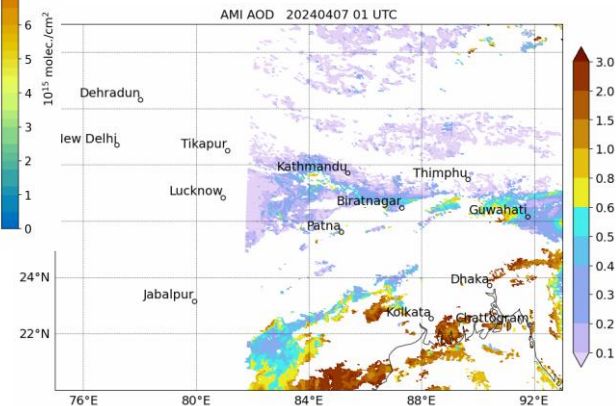 AMI AOD 20240407 01 UTC
6
5
4
3
2
1
0
10¹⁵ molec./cm²
Dehradun
lew Delhi
Tikapur
Kathmandu
Thimphu
Lucknow
Biratnagar
Guwahati
Patna
24°N
Dhaka
Jabalpur
Kolkata
Chattogram
22°N
76°E 80°E 84°E 88°E 92°E
3.0
2.0
1.5
1.0
0.8
0.6
0.5
0.4
0.3
0.2
0.1